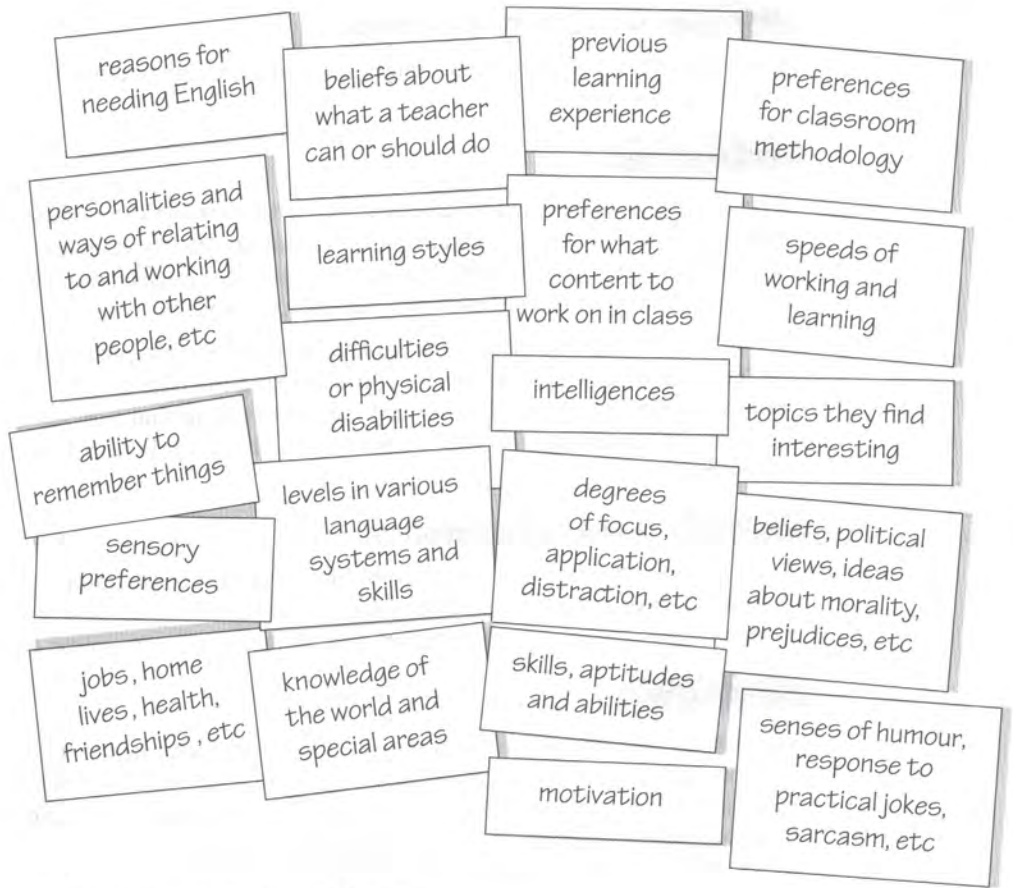 reasons for
needing English
beliefs about
what a teacher
can or should do
previous
learning
experience
preferences
for classroom
methodology
personalities and
ways of relating
to and working
with other
people, etc
learning styles
preferences
for what
content to
work on in class
speeds of
working and
learning
difficulties
or physical
disabilities
intelligences
topics they find
interesting
ability to
remember things
sensory
preferences
levels in various
language
systems and
skills
degrees
of focus,
application,
distraction, etc
beliefs, political
views, ideas
about morality,
prejudices, etc
jobs, home
lives, health,
friendships , etc
knowledge of
the world and
special areas
skills, aptitudes
and abilities
motivation
senses of humour,
response to
practical jokes,
sarcasm, etc